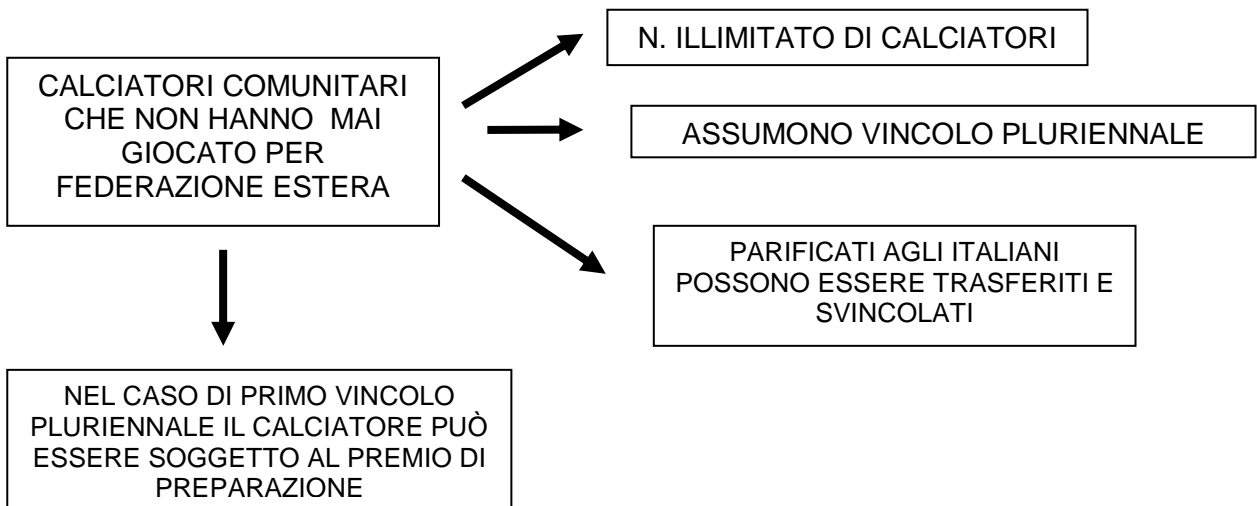 CALCIATORI COMUNITARI
CHE NON HANNO MAI
GIOCATO PER
FEDERAZIONE ESTERA
N. ILLIMITATO DI CALCIATORI
ASSUMONO VINCOLO PLURIENNALE
PARIFICATI AGLI ITALIANI
POSSONO ESSERE TRASFERITI E
SVINCOLATI
NEL CASO DI PRIMO VINCOLO
PLURIENNALE IL CALCIATORE PUÒ
ESSERE SOGGETTO AL PREMIO DI
PREPARAZIONE